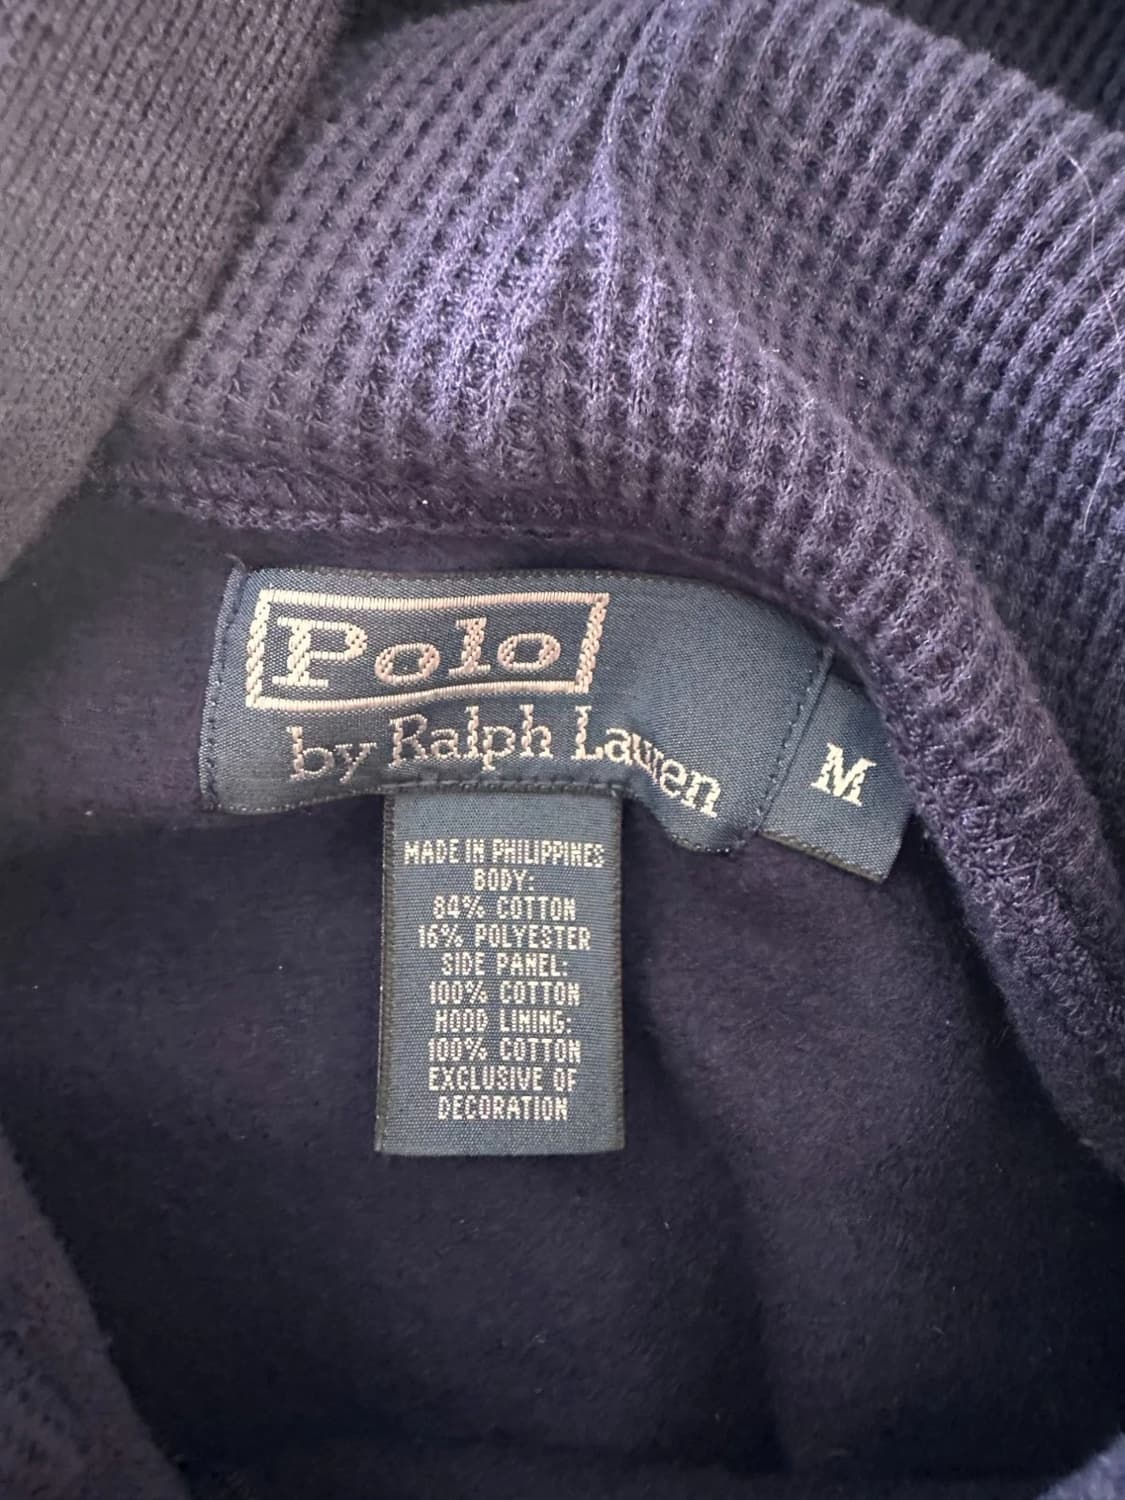 Polo
by Ralph Lauren
M
MADE IN PHILIPPINES
BODY:
84% COTTON
16% POLYESTER
SIDE PANEL:
100% COTTON
HOOD LINING:
100% COTTON
EXCLUSIVE OF
DECORATION